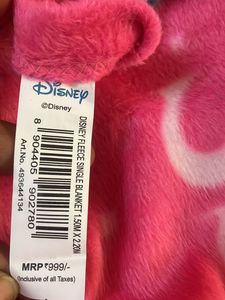 Disney
©Disney
DISNEY FLEECE SINGLE BLANKET 1.50M X 2.20M
8 904405 902780
Art.No. 493644134
MRP ₹999/-
(Inclusive of all Taxes)